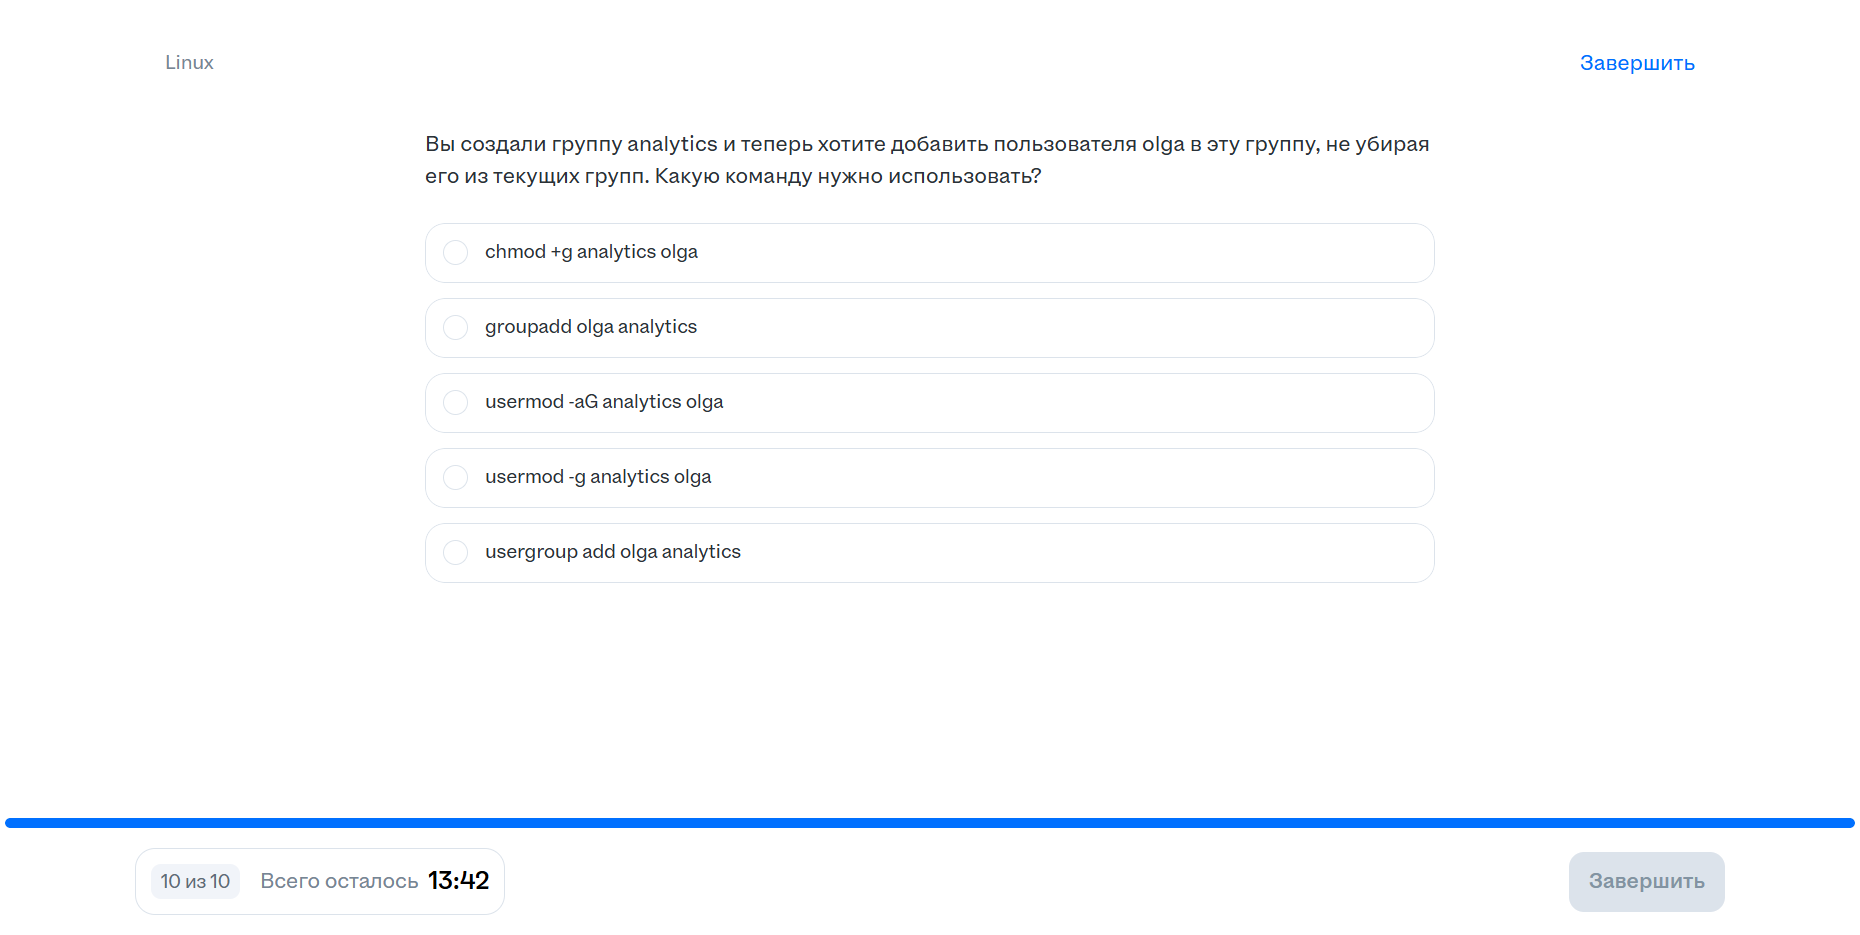 Linux
Завершить
Вы создали группу analytics и теперь хотите добавить пользователя olga в эту группу, не убирая
его из текущих групп. Какую команду нужно использовать?
chmod +g analytics olga
groupadd olga analytics
usermod -aG analytics olga
usermod -g analytics olga
usergroup add olga analytics
10 из 10 Всего осталось 13:42
Завершить